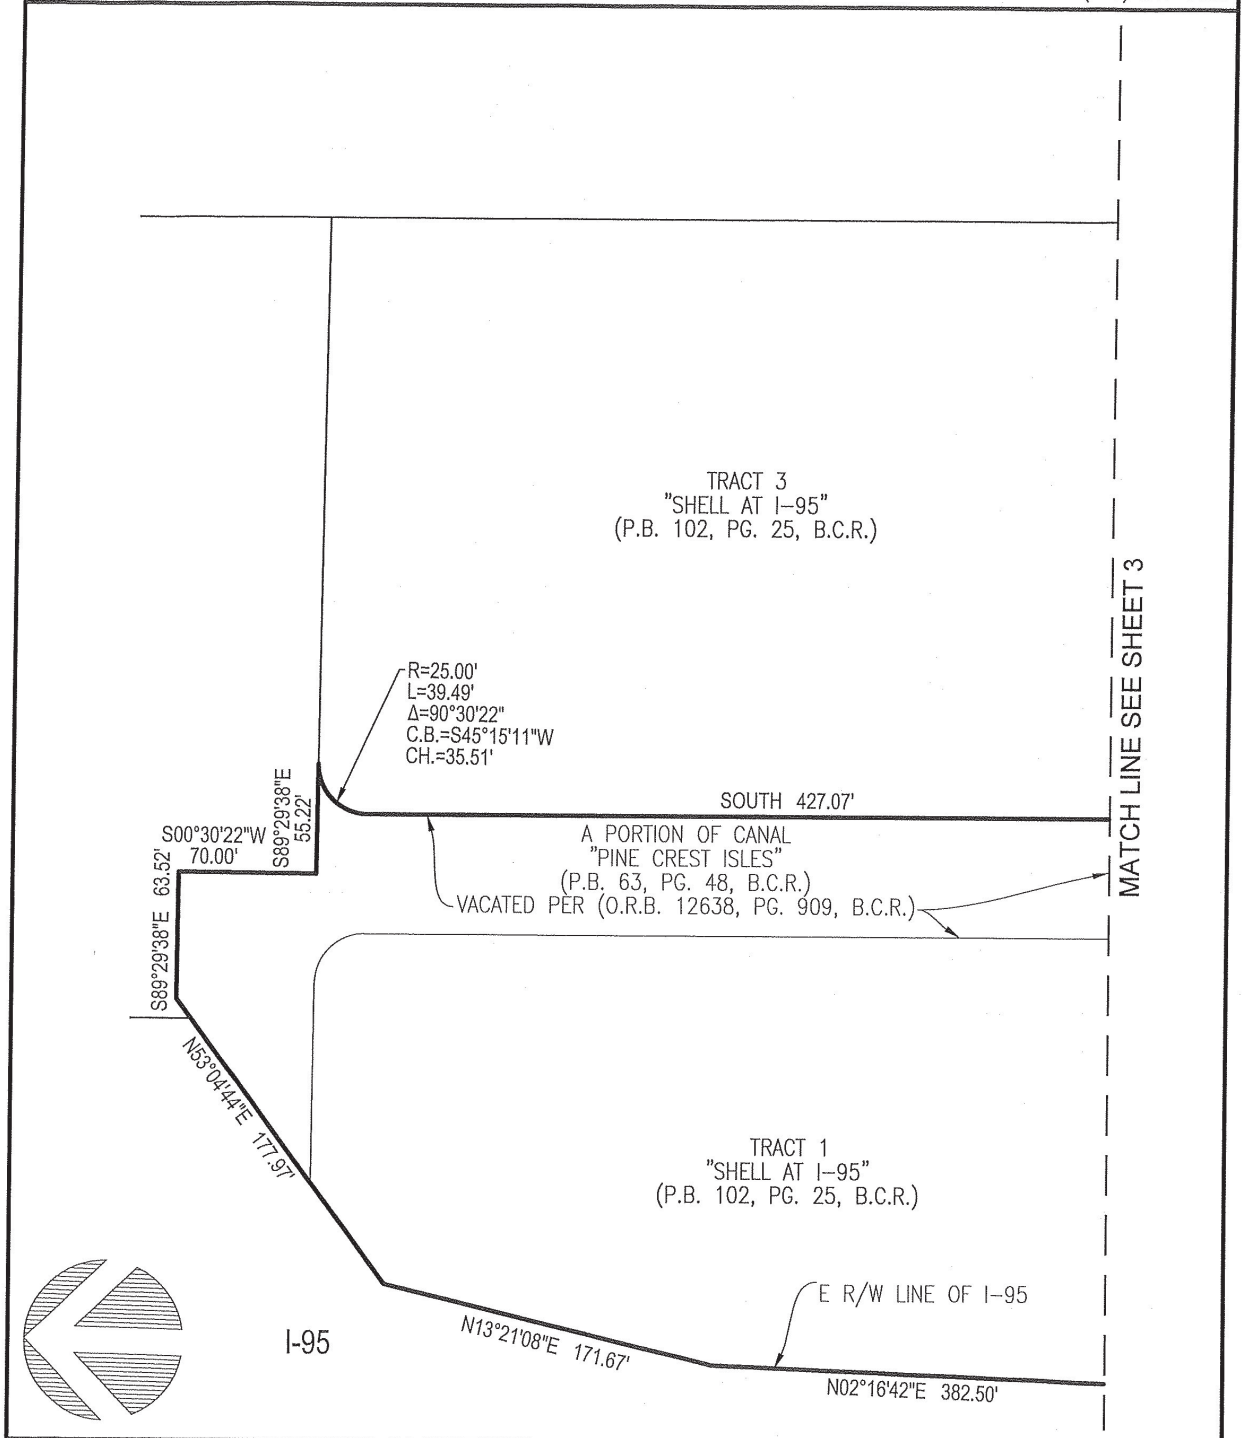 TRACT 3
"SHELL AT I-95"
(P.B. 102, PG. 25, B.C.R.)
R=25.00'
L=39.49'
Δ=90°30'22"
C.B.=S45°15'11"W
CH.=35.51'
MATCH LINE SEE SHEET 3
SOUTH 427.07'
S89°29'38"E
55.22'
S00°30'22"W
70.00'
A PORTION OF CANAL
"PINE CREST ISLES"
(P.B. 63, PG. 48, B.C.R.)
VACATED PER (O.R.B. 12638, PG. 909, B.C.R.)
S89°29'38"E 63.52'
N53°04'44"E 177.97'
TRACT 1
"SHELL AT I-95"
(P.B. 102, PG. 25, B.C.R.)
E R/W LINE OF I-95
I-95
N13°21'08"E 171.67'
N02°16'42"E 382.50'